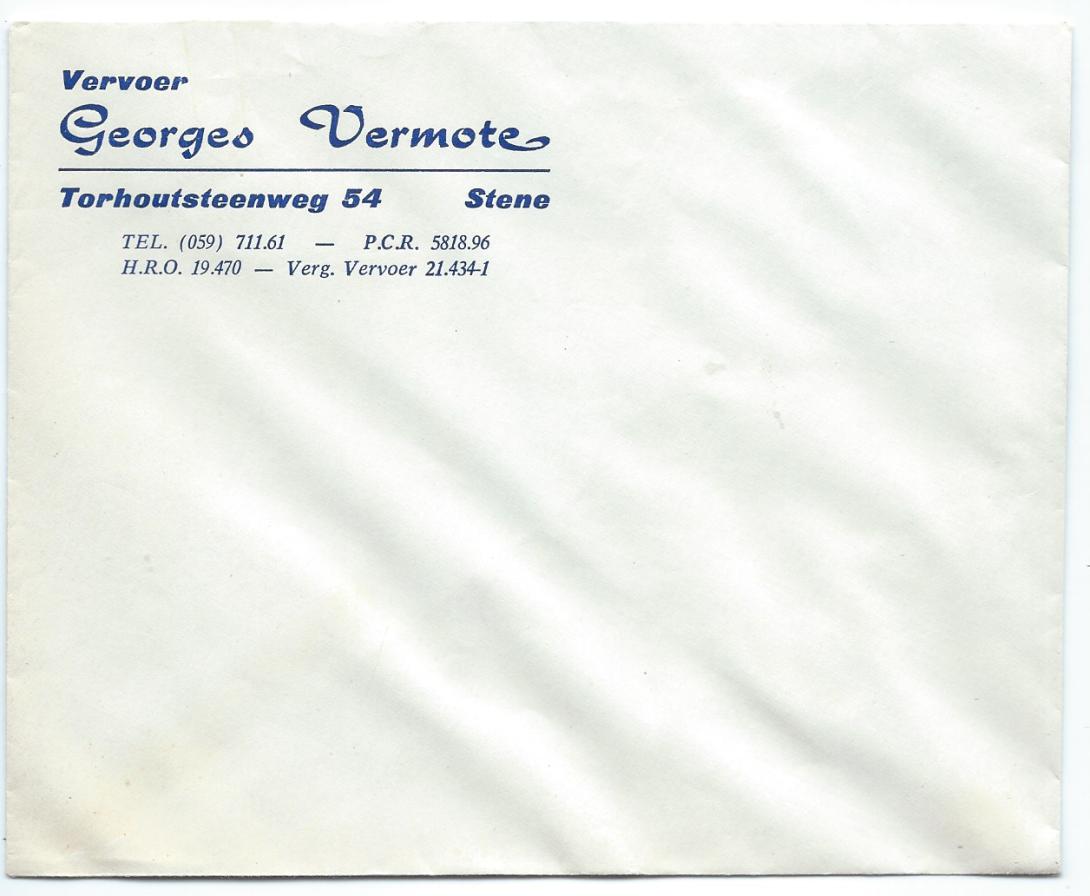 Vervoer
Georges Vermote
Torhoutsteenweg 54 Stene
TEL. (059) 711.61 — P.C.R. 5818.96
H.R.O. 19.470 — Verg. Vervoer 21.434-1